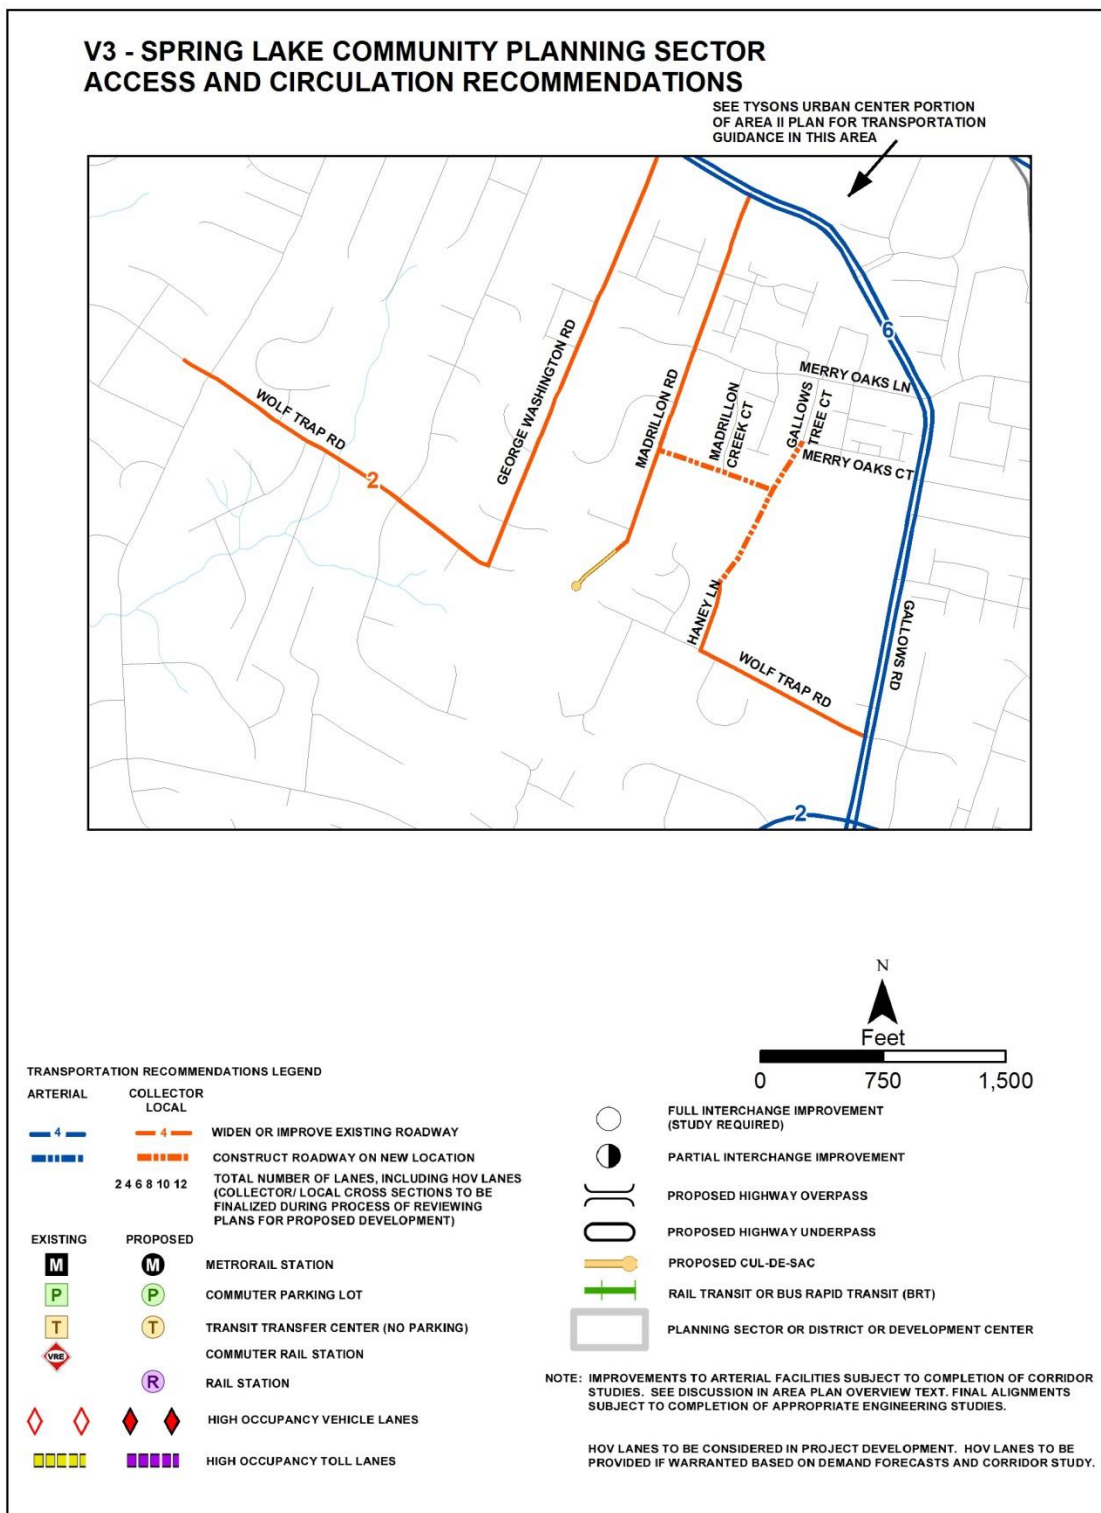 V3 - SPRING LAKE COMMUNITY PLANNING SECTOR
ACCESS AND CIRCULATION RECOMMENDATIONS
SEE TYSONS URBAN CENTER PORTION
OF AREA II PLAN FOR TRANSPORTATION
GUIDANCE IN THIS AREA
6
MERRY OAKS LN
GEORGE WASHINGTON RD
MADRILLON RD
MADRILLON
CREEK CT
GALLOWS
TREE CT
WOLF TRAP RD
2
MERRY OAKS CT
HANEY LN
GALLOWS RD
WOLF TRAP RD
2
N
Feet
0 750 1,500
TRANSPORTATION RECOMMENDATIONS LEGEND
ARTERIAL
COLLECTOR
LOCAL
4 4 WIDEN OR IMPROVE EXISTING ROADWAY
CONSTRUCT ROADWAY ON NEW LOCATION
2 4 6 8 10 12 TOTAL NUMBER OF LANES, INCLUDING HOV LANES
(COLLECTOR/ LOCAL CROSS SECTIONS TO BE
FINALIZED DURING PROCESS OF REVIEWING
PLANS FOR PROPOSED DEVELOPMENT)
EXISTING PROPOSED
M M METRORAIL STATION
P P COMMUTER PARKING LOT
T T TRANSIT TRANSFER CENTER (NO PARKING)
VRE COMMUTER RAIL STATION
R RAIL STATION
HIGH OCCUPANCY VEHICLE LANES
HIGH OCCUPANCY TOLL LANES
FULL INTERCHANGE IMPROVEMENT
(STUDY REQUIRED)
PARTIAL INTERCHANGE IMPROVEMENT
PROPOSED HIGHWAY OVERPASS
PROPOSED HIGHWAY UNDERPASS
PROPOSED CUL-DE-SAC
RAIL TRANSIT OR BUS RAPID TRANSIT (BRT)
PLANNING SECTOR OR DISTRICT OR DEVELOPMENT CENTER
NOTE: IMPROVEMENTS TO ARTERIAL FACILITIES SUBJECT TO COMPLETION OF CORRIDOR
STUDIES. SEE DISCUSSION IN AREA PLAN OVERVIEW TEXT. FINAL ALIGNMENTS
SUBJECT TO COMPLETION OF APPROPRIATE ENGINEERING STUDIES.
HOV LANES TO BE CONSIDERED IN PROJECT DEVELOPMENT. HOV LANES TO BE
PROVIDED IF WARRANTED BASED ON DEMAND FORECASTS AND CORRIDOR STUDY.